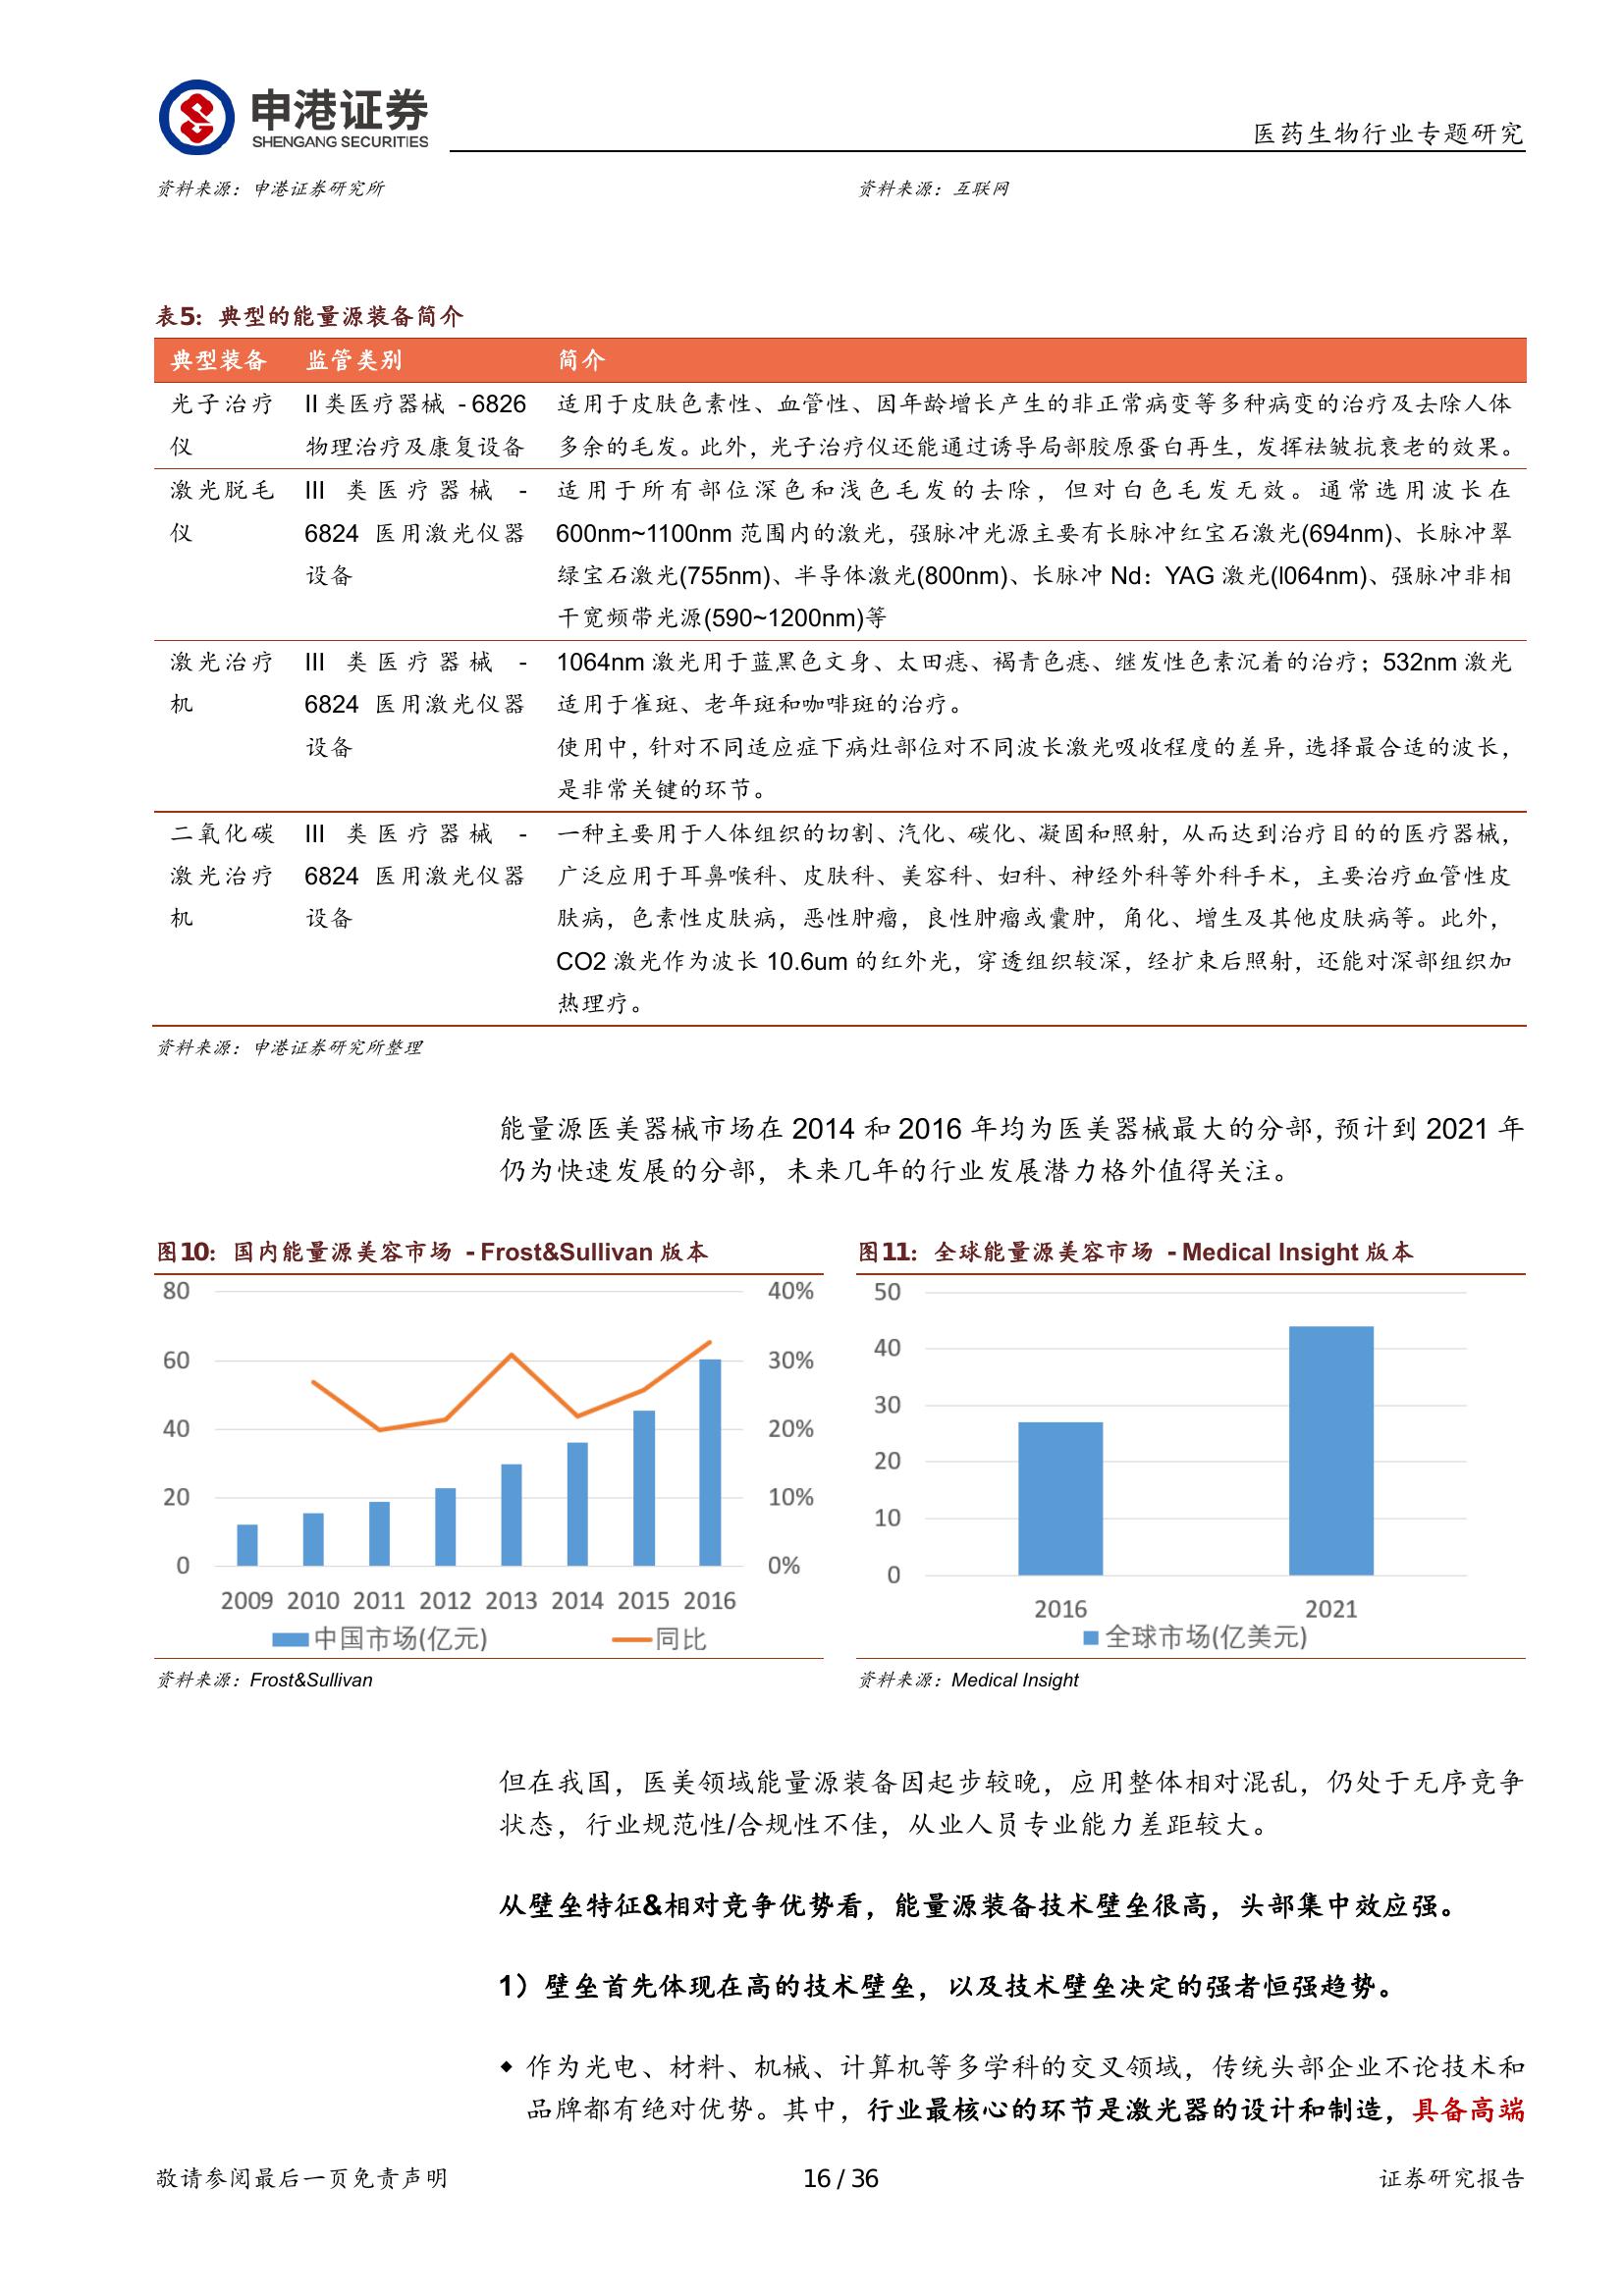 申港证券
SHENGANG SECURITIES
医药生物行业专题研究
资料来源：申港证券研究所
资料来源：互联网
表5：典型的能量源装备简介
典型装备 监管类别 简介
光子治疗 II类医疗器械 -6826 适用于皮肤色素性、血管性、因年龄增长产生的非正常病变等多种病变的治疗及去除人体
仪 物理治疗及康复设备 多余的毛发。此外，光子治疗仪还能通过诱导局部胶原蛋白再生，发挥祛皱抗衰老的效果。
激光脱毛 III 类医疗器械 - 适用于所有部位深色和浅色毛发的去除，但对白色毛发无效。通常选用波长在
仪 6824 医用激光仪器 600nm~1100nm 范围内的激光，强脉冲光源主要有长脉冲红宝石激光(694nm)、长脉冲翠
设备 绿宝石激光(755nm)、半导体激光(800nm)、长脉冲 Nd：YAG 激光(l064nm)、强脉冲非相
干宽频带光源(590~1200nm)等
激光治疗 III 类医疗器械 - 1064nm 激光用于蓝黑色文身、太田痣、褐青色痣、继发性色素沉着的治疗；532nm 激光
机 6824 医用激光仪器 适用于雀斑、老年斑和咖啡斑的治疗。
设备 使用中，针对不同适应症下病灶部位对不同波长激光吸收程度的差异，选择最合适的波长，
是非常关键的环节。
二氧化碳 III 类医疗器械 - 一种主要用于人体组织的切割、汽化、碳化、凝固和照射，从而达到治疗目的的医疗器械，
激光治疗 6824 医用激光仪器 广泛应用于耳鼻喉科、皮肤科、美容科、妇科、神经外科等外科手术，主要治疗血管性皮
机 设备 肤病，色素性皮肤病，恶性肿瘤，良性肿瘤或囊肿，角化、增生及其他皮肤病等。此外，
CO2 激光作为波长 10.6um 的红外光，穿透组织较深，经扩束后照射，还能对深部组织加
热理疗。
资料来源：申港证券研究所整理
能量源医美器械市场在 2014 和 2016 年均为医美器械最大的分部，预计到 2021 年
仍为快速发展的分部，未来几年的行业发展潜力格外值得关注。
图10：国内能量源美容市场 -Frost&Sullivan 版本
80 40%
60 30%
40 20%
20 10%
0 0%
2009 2010 2011 2012 2013 2014 2015 2016
中国市场(亿元) 同比
资料来源：Frost&Sullivan
图11：全球能量源美容市场 -Medical Insight 版本
50
40
30
20
10
0
2016 2021
全球市场(亿美元)
资料来源：Medical Insight
但在我国，医美领域能量源装备因起步较晚，应用整体相对混乱，仍处于无序竞争
状态，行业规范性/合规性不佳，从业人员专业能力差距较大。
从壁垒特征&相对竞争优势看，能量源装备技术壁垒很高，头部集中效应强。
1）壁垒首先体现在高的技术壁垒，以及技术壁垒决定的强者恒强趋势。
◆ 作为光电、材料、机械、计算机等多学科的交叉领域，传统头部企业不论技术和
品牌都有绝对优势。其中，行业最核心的环节是激光器的设计和制造，具备高端
敬请参阅最后一页免责声明 16 / 36 证券研究报告